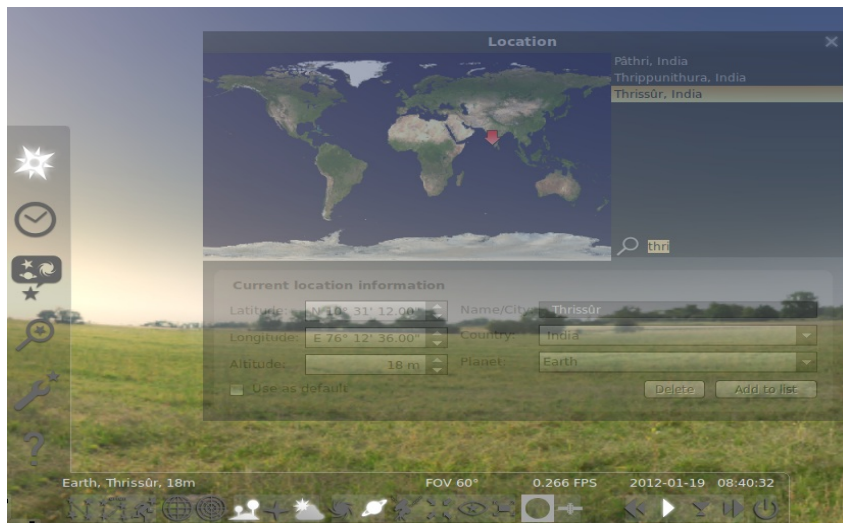 Location
Pâthri, India
Thrippunithura, India
Thrissûr, India
thri
Current location information
Latitude: N 10° 31' 12.00" Name/City: Thrissûr
Longitude: E 76° 12' 36.00" Country: India
Altitude: 18 m Planet: Earth
Use as default Delete Add to list
Earth, Thrissûr, 18m FOV 60° 0.266 FPS 2012-01-19 08:40:32